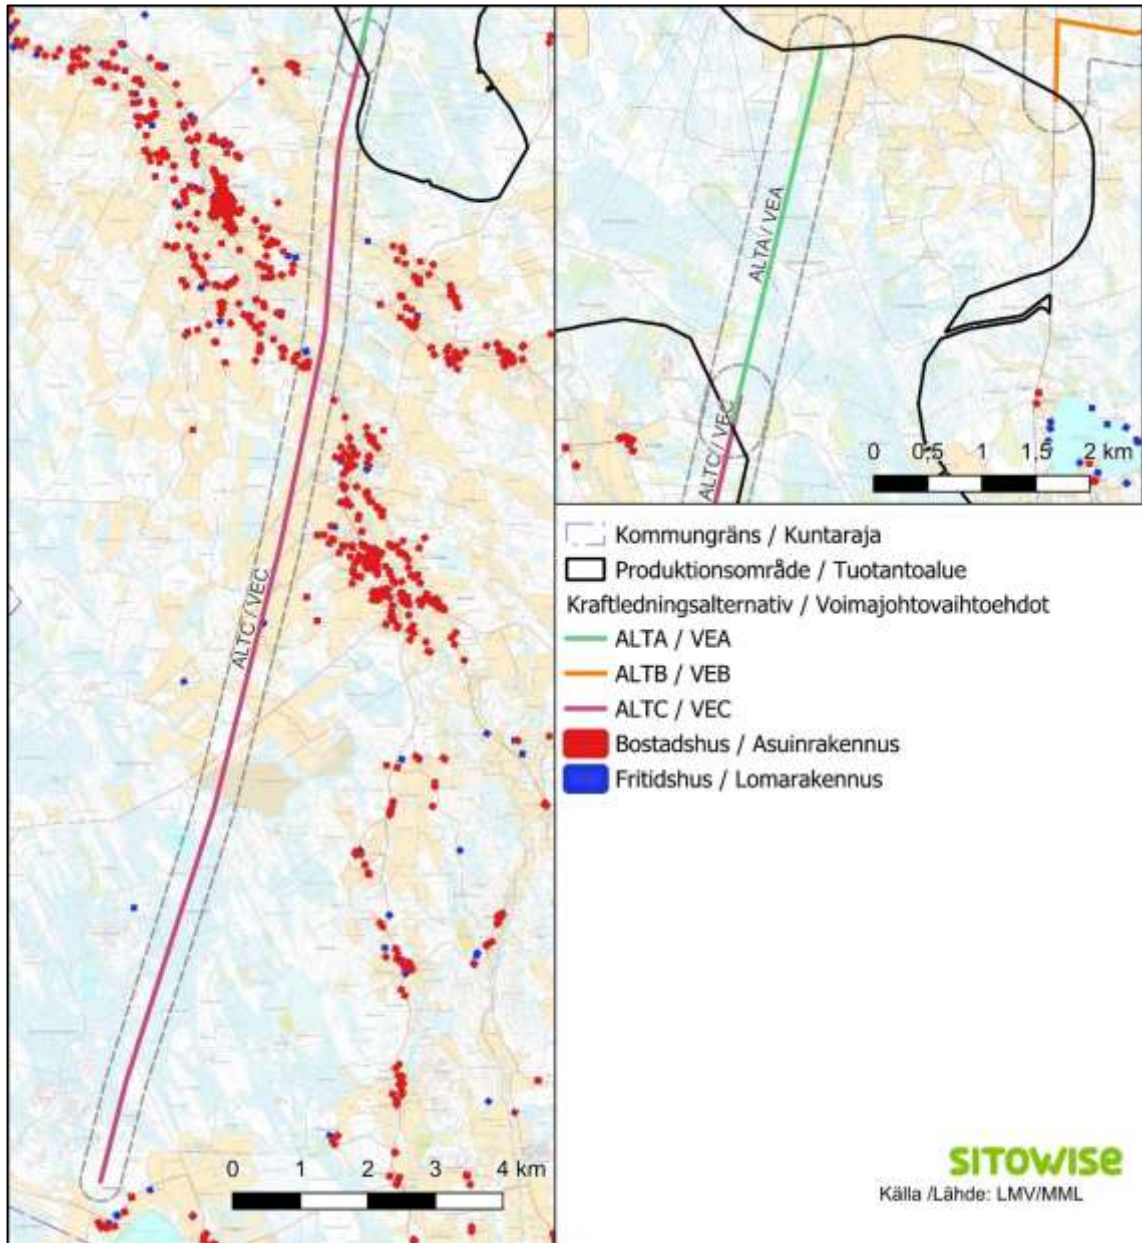 ALTC / VEC
0 1 2 3 4 km
ALTA / VEA
ALTC / VEC
0 0,5 1 1,5 2 km
Kommungräns / Kuntaraja
Produktionsområde / Tuotantoalue
Kraftledningsalternativ / Voimajohtovaihtoehdot
ALTA / VEA
ALTB / VEB
ALTC / VEC
Bostadshus / Asuinrakennus
Fritidshus / Lomarakennus
SITOWISE
Källa /Lähde: LMV/MML